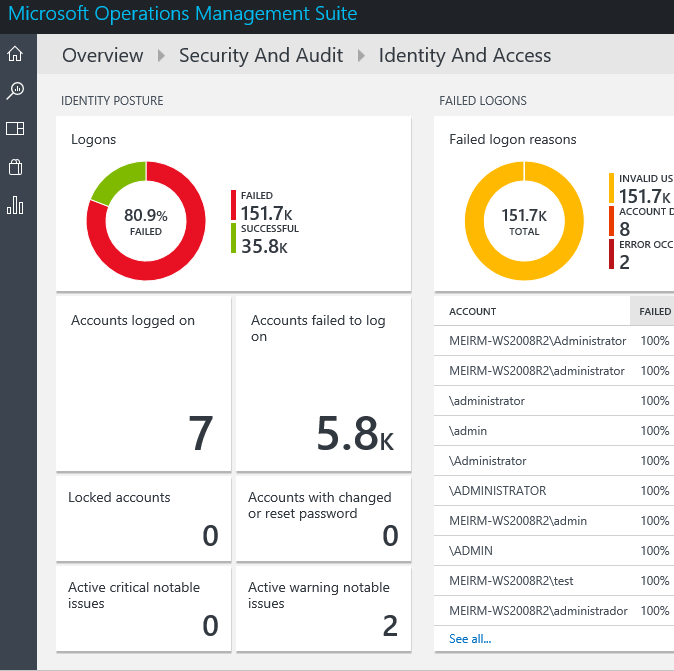 Microsoft Operations Management Suite
Overview Security And Audit Identity And Access
IDENTITY POSTURE
Logons
80.9%
FAILED
FAILED
151.7K
SUCCESSFUL
35.8K
Accounts logged on
7
Accounts failed to log
on
5.8K
Locked accounts
0
Accounts with changed
or reset password
0
Active critical notable
issues
0
Active warning notable
issues
2
FAILED LOGONS
Failed logon reasons
151.7K
TOTAL
INVALID US
151.7K
ACCOUNT D
8
ERROR OCC
2
ACCOUNT FAILED
MEIRM-WS2008R2\Administrator 100%
MEIRM-WS2008R2\administrator 100%
\administrator 100%
\admin 100%
\Administrator 100%
\ADMINISTRATOR 100%
MEIRM-WS2008R2\admin 100%
\ADMIN 100%
MEIRM-WS2008R2\test 100%
MEIRM-WS2008R2\administrador 100%
See all...